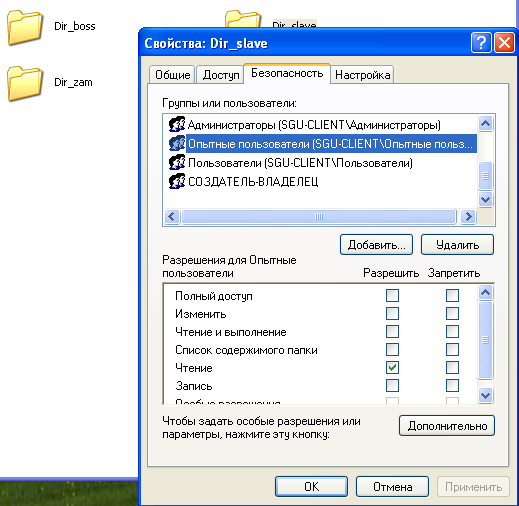 Dir_boss
Dir_slave
Dir_zam
Свойства: Dir_slave
Общие Доступ Безопасность Настройка
Группы или пользователи:
Администраторы (SGU-CLIENT\Администраторы)
Опытные пользователи (SGU-CLIENT\Опытные польз...
Пользователи (SGU-CLIENT\Пользователи)
СОЗДАТЕЛЬ-ВЛАДЕЛЕЦ
Добавить... Удалить
Разрешения для Опытные
пользователи Разрешить Запретить
Полный доступ
Изменить
Чтение и выполнение
Список содержимого папки
Чтение
Запись
Особые разрешения
Чтобы задать особые разрешения или
параметры, нажмите эту кнопку:
Дополнительно
OK Отмена Применить